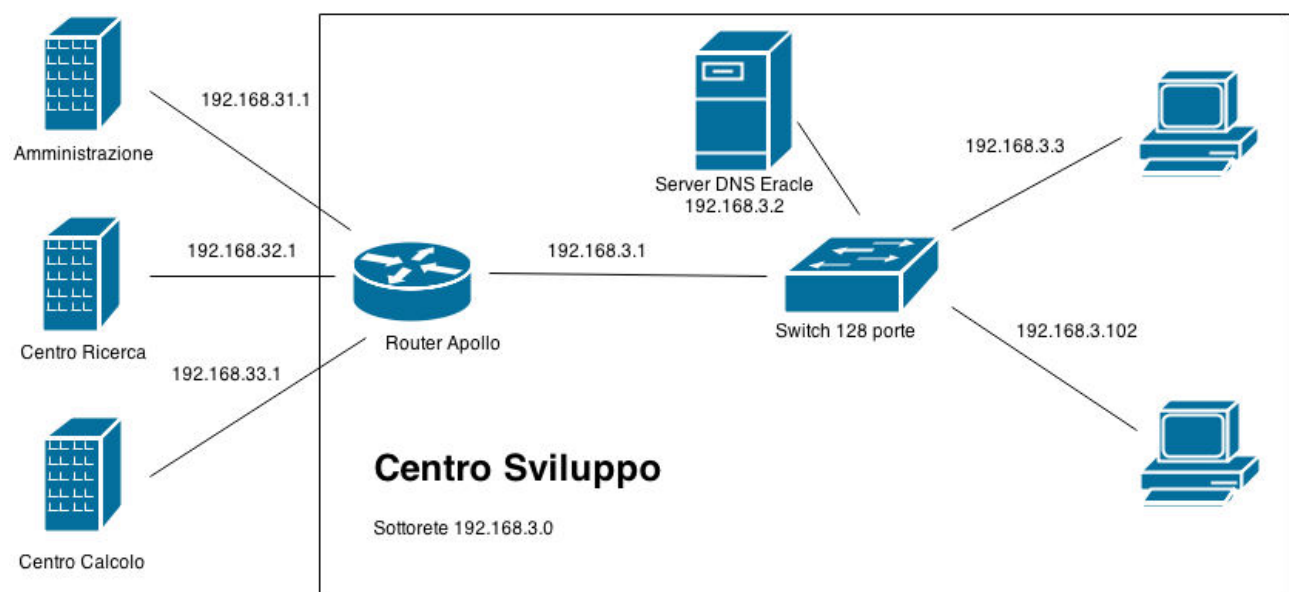 192.168.31.1
Amministrazione
Server DNS Eracle
192.168.3.2
192.168.3.3
192.168.32.1
192.168.3.1
Centro Ricerca
Router Apollo
Switch 128 porte
192.168.3.102
192.168.33.1
Centro Sviluppo
Sottorete 192.168.3.0
Centro Calcolo